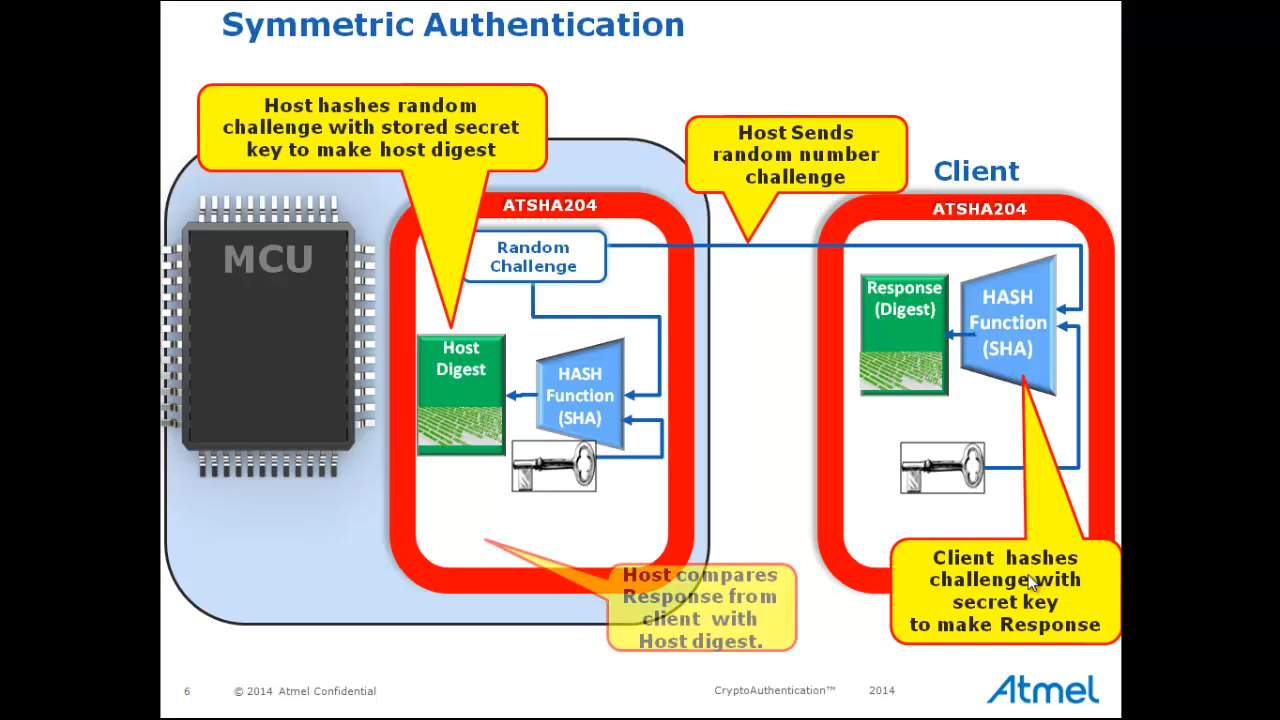 Symmetric Authentication
Host hashes random
challenge with stored secret
key to make host digest
Host Sends
random number
challenge
Client
ATSHA204
ATSHA204
MCU
Random
Challenge
Response
(Digest)
HASH
Function
(SHA)
Host
Digest
HASH
Function
(SHA)
Host compares
Response from
client with
Host digest.
Client hashes
challenge with
secret key
to make Response
6
© 2014 Atmel Confidential
CryptoAuthentication™
2014
Atmel